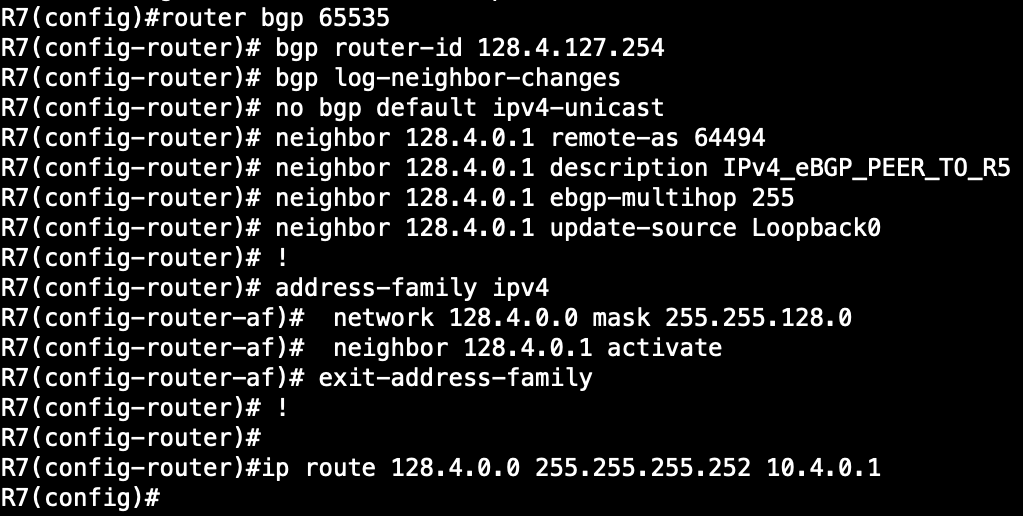 R7(config)#router bgp 65535
R7(config-router)# bgp router-id 128.4.127.254
R7(config-router)# bgp log-neighbor-changes
R7(config-router)# no bgp default ipv4-unicast
R7(config-router)# neighbor 128.4.0.1 remote-as 64494
R7(config-router)# neighbor 128.4.0.1 description IPv4_eBGP_PEER_TO_R5
R7(config-router)# neighbor 128.4.0.1 ebgp-multihop 255
R7(config-router)# neighbor 128.4.0.1 update-source Loopback0
R7(config-router)# !
R7(config-router)# address-family ipv4
R7(config-router-af)#  network 128.4.0.0 mask 255.255.128.0
R7(config-router-af)#  neighbor 128.4.0.1 activate
R7(config-router-af)# exit-address-family
R7(config-router)# !
R7(config-router)#
R7(config-router)#ip route 128.4.0.0 255.255.255.252 10.4.0.1
R7(config)#